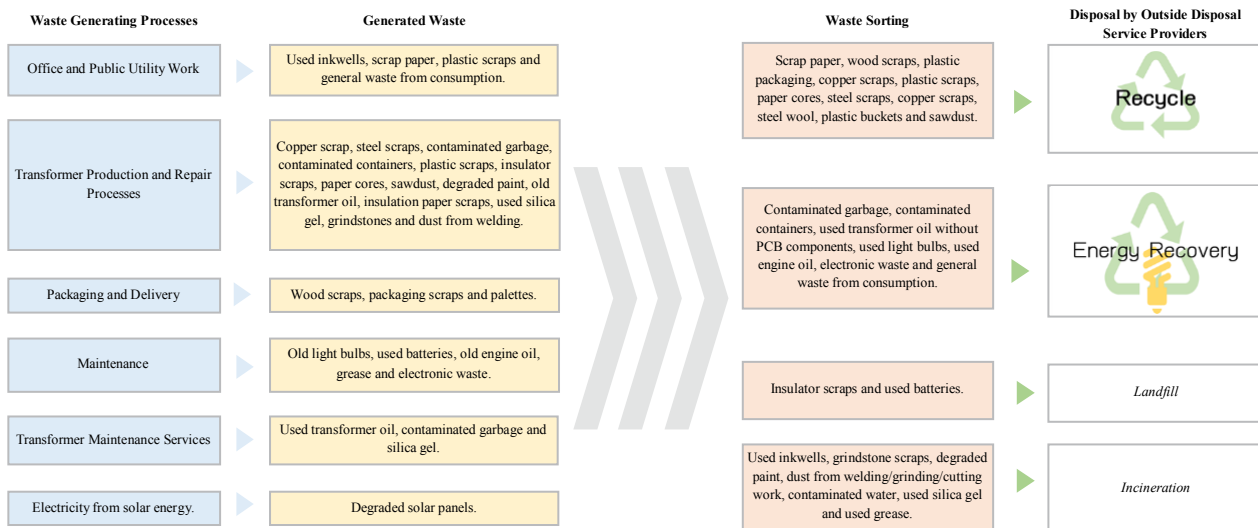 Waste Generating Processes
Generated Waste
Waste Sorting
Disposal by Outside Disposal
Service Providers
Office and Public Utility Work
Used inkwells, scrap paper, plastic scraps and
general waste from consumption.
Scrap paper, wood scraps, plastic
packaging, copper scraps, plastic scraps,
paper cores, steel scraps, copper scraps,
steel wool, plastic buckets and sawdust.
Recycle
Transformer Production and Repair
Processes
Copper scrap, steel scraps, contaminated garbage,
contaminated containers, plastic scraps, insulator
scraps, paper cores, sawdust, degraded paint, old
transformer oil, insulation paper scraps, used silica
gel, grindstones and dust from welding.
Contaminated garbage, contaminated
containers, used transformer oil without
PCB components, used light bulbs, used
engine oil, electronic waste and general
waste from consumption.
Energy Recovery
Packaging and Delivery
Wood scraps, packaging scraps and palettes.
Maintenance
Old light bulbs, used batteries, old engine oil,
grease and electronic waste.
Insulator scraps and used batteries.
Landfill
Transformer Maintenance Services
Used transformer oil, contaminated garbage and
silica gel.
Used inkwells, grindstone scraps, degraded
paint, dust from welding/grinding/cutting
work, contaminated water, used silica gel
and used grease.
Incineration
Electricity from solar energy.
Degraded solar panels.